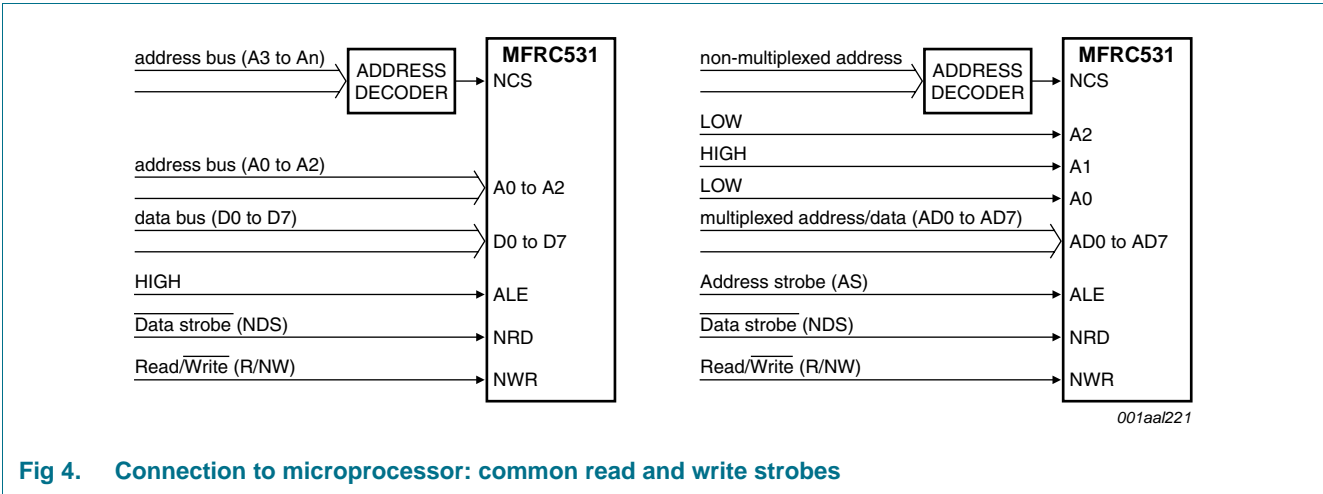 address bus (A3 to An)
ADDRESS
DECODER
MFRC531
NCS
address bus (A0 to A2)
A0 to A2
data bus (D0 to D7)
D0 to D7
HIGH
ALE
Data strobe (NDS)
NRD
Read/Write (R/NW)
NWR
non-multiplexed address
ADDRESS
DECODER
MFRC531
NCS
LOW
A2
HIGH
A1
LOW
A0
multiplexed address/data (AD0 to AD7)
AD0 to AD7
Address strobe (AS)
ALE
Data strobe (NDS)
NRD
Read/Write (R/NW)
NWR
001aal221
Fig 4. Connection to microprocessor: common read and write strobes